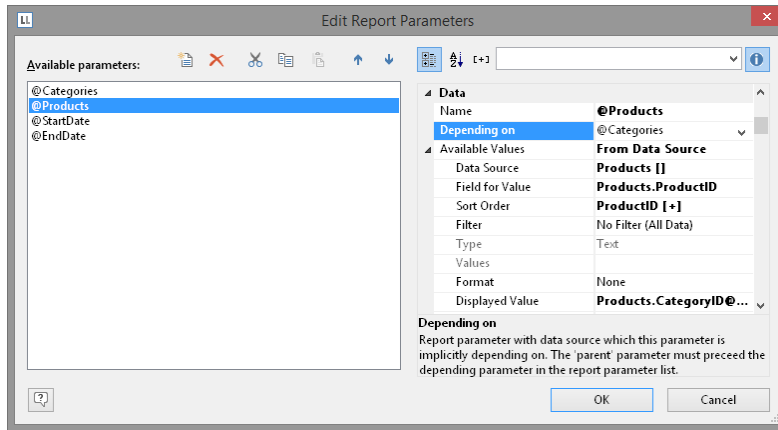 LL Edit Report Parameters
Available parameters:
[+]
@Categories
@Products
@StartDate
@EndDate
Data
Name @Products
Depending on @Categories
Available Values From Data Source
Data Source Products []
Field for Value Products.ProductID
Sort Order ProductID [+]
Filter No Filter (All Data)
Type Text
Values
Format None
Displayed Value Products.CategoryID@...
Depending on
Report parameter with data source which this parameter is
implicitly depending on. The 'parent' parameter must preceed the
depending parameter in the report parameter list.
OK Cancel